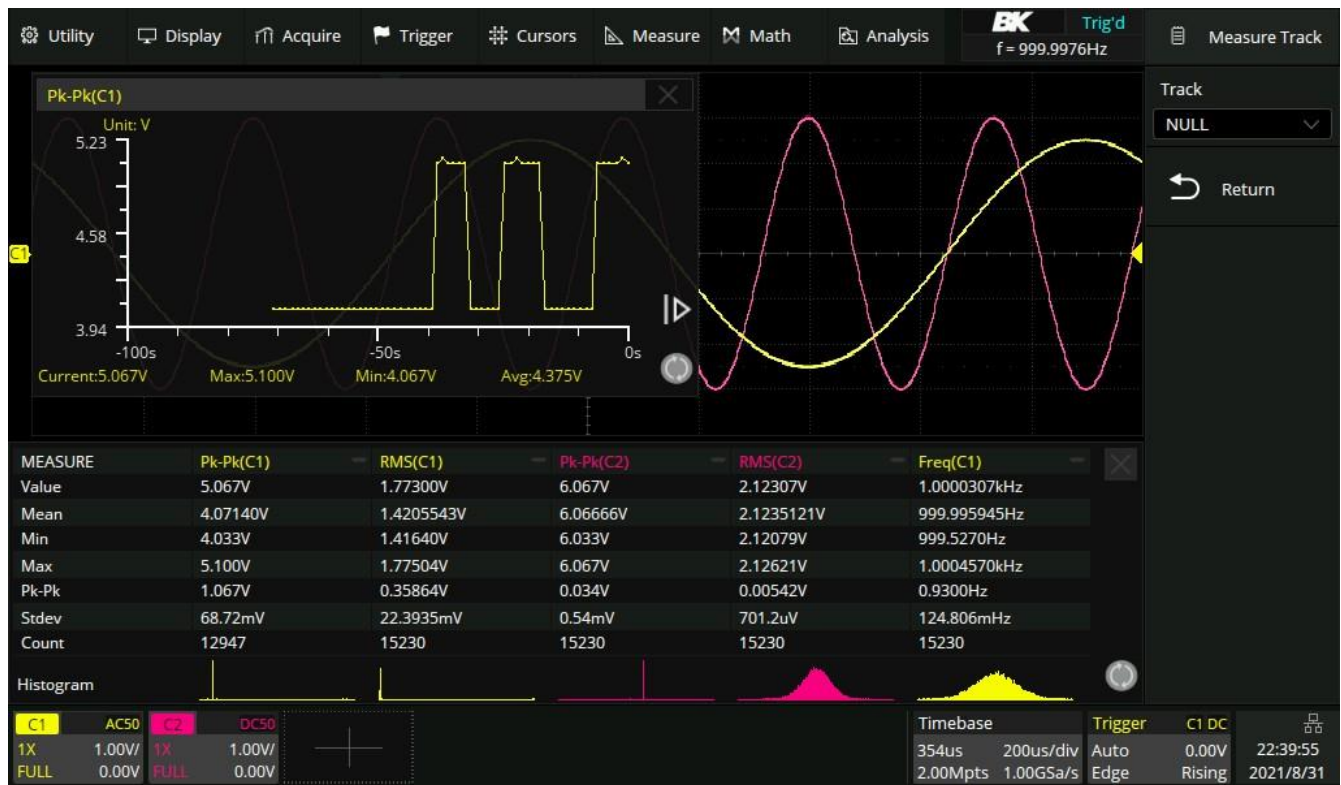 Utility Display Acquire Trigger Cursors Measure Math Analysis BK Trig'd Measure Track
f = 999.9976Hz
Track
NULL
Return
Pk-Pk(C1)
Unit: V
5.23
4.58
3.94
-100s -50s 0s
Current:5.067V Max:5.100V Min:4.067V Avg:4.375V
C1
MEASURE Pk-Pk(C1) RMS(C1) Pk-Pk(C2) RMS(C2) Freq(C1)
Value 5.067V 1.77300V 6.067V 2.12307V 1.0000307kHz
Mean 4.07140V 1.4205543V 6.06666V 2.1235121V 999.995945Hz
Min 4.033V 1.41640V 6.033V 2.12079V 999.5270Hz
Max 5.100V 1.77504V 6.067V 2.12621V 1.0004570kHz
Pk-Pk 1.067V 0.35864V 0.034V 0.00542V 0.9300Hz
Stdev 68.72mV 22.3935mV 0.54mV 701.2uV 124.806mHz
Count 12947 15230 15230 15230 15230
Histogram
C1 AC50 C2 DC50 Timebase Trigger C1 DC
1X 1.00V/ 1X 1.00V/ 354us 200us/div Auto 0.00V 22:39:55
FULL 0.00V FULL 0.00V 2.00Mpts 1.00GSa/s Edge Rising 2021/8/31